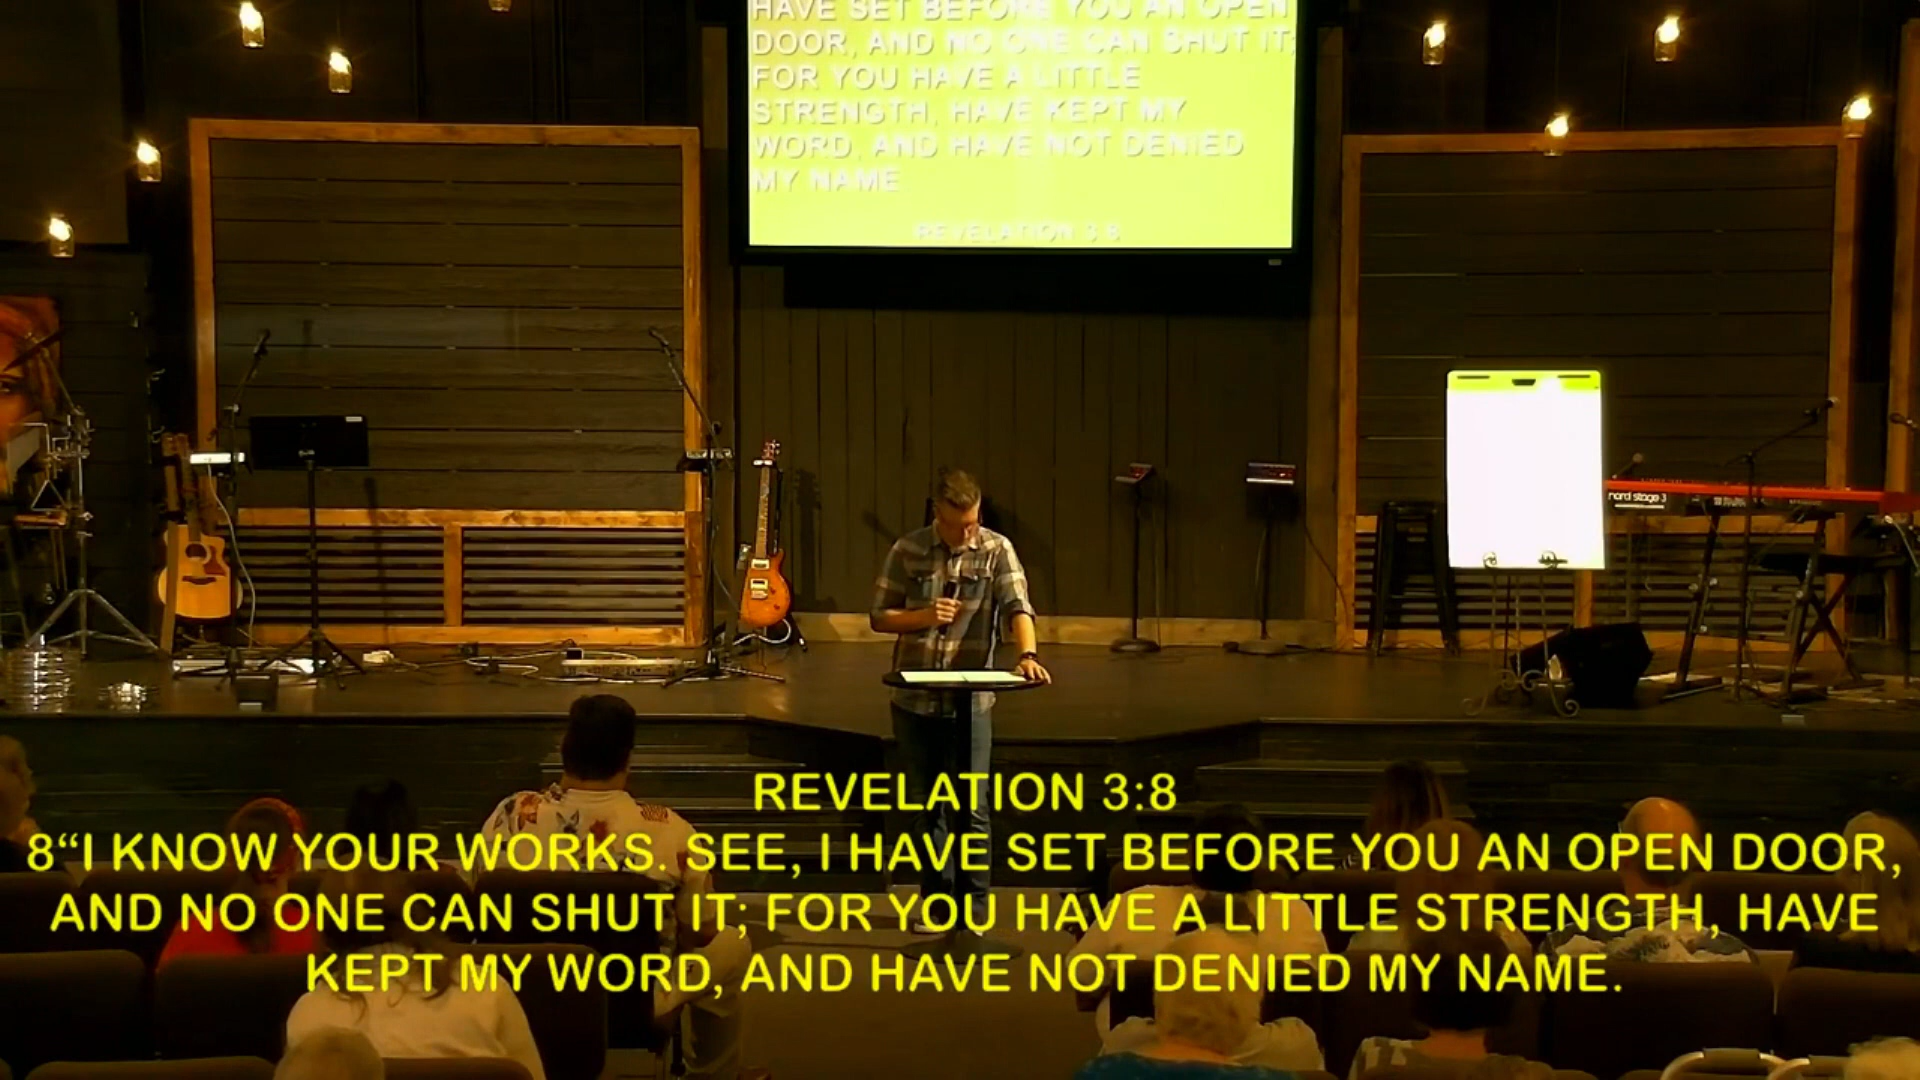 HAVE SET BEFORE YOU AN OPEN
DOOR, AND NO ONE CAN SHUT IT;
FOR YOU HAVE A LITTLE
STRENGTH, HAVE KEPT MY
WORD, AND HAVE NOT DENIED
MY NAME
REVELATION 3:8
nord stage 3
REVELATION 3:8
8“I KNOW YOUR WORKS. SEE, I HAVE SET BEFORE YOU AN OPEN DOOR,
AND NO ONE CAN SHUT IT; FOR YOU HAVE A LITTLE STRENGTH, HAVE
KEPT MY WORD, AND HAVE NOT DENIED MY NAME.